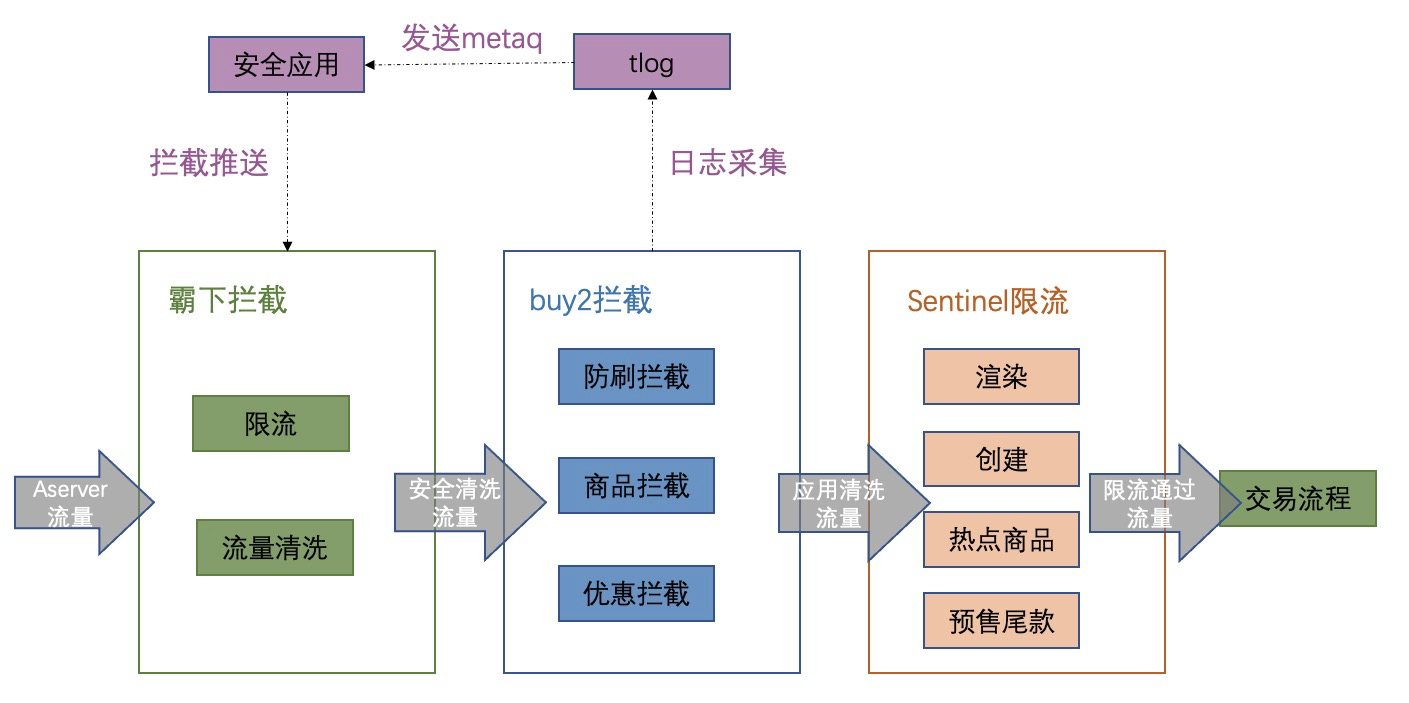 发送metaq
安全应用
tlog
拦截推送
日志采集
霸下拦截
限流
流量清洗
buy2拦截
防刷拦截
商品拦截
优惠拦截
Sentinel限流
渲染
创建
热点商品
预售尾款
Aserver
流量
安全清洗
流量
应用清洗
流量
限流通过
流量
交易流程